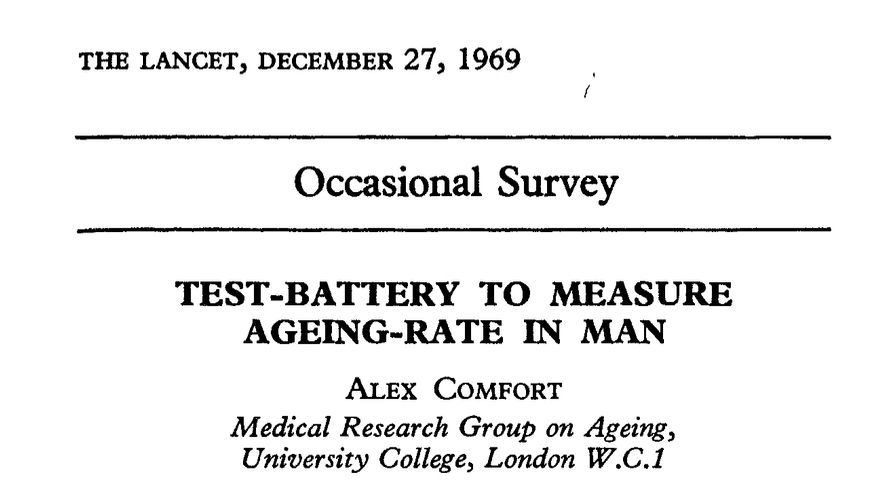 THE LANCET, DECEMBER 27, 1969
Occasional Survey
TEST-BATTERY TO MEASURE
AGEING-RATE IN MAN
ALEX COMFORT
Medical Research Group on Ageing,
University College, London W.C.1